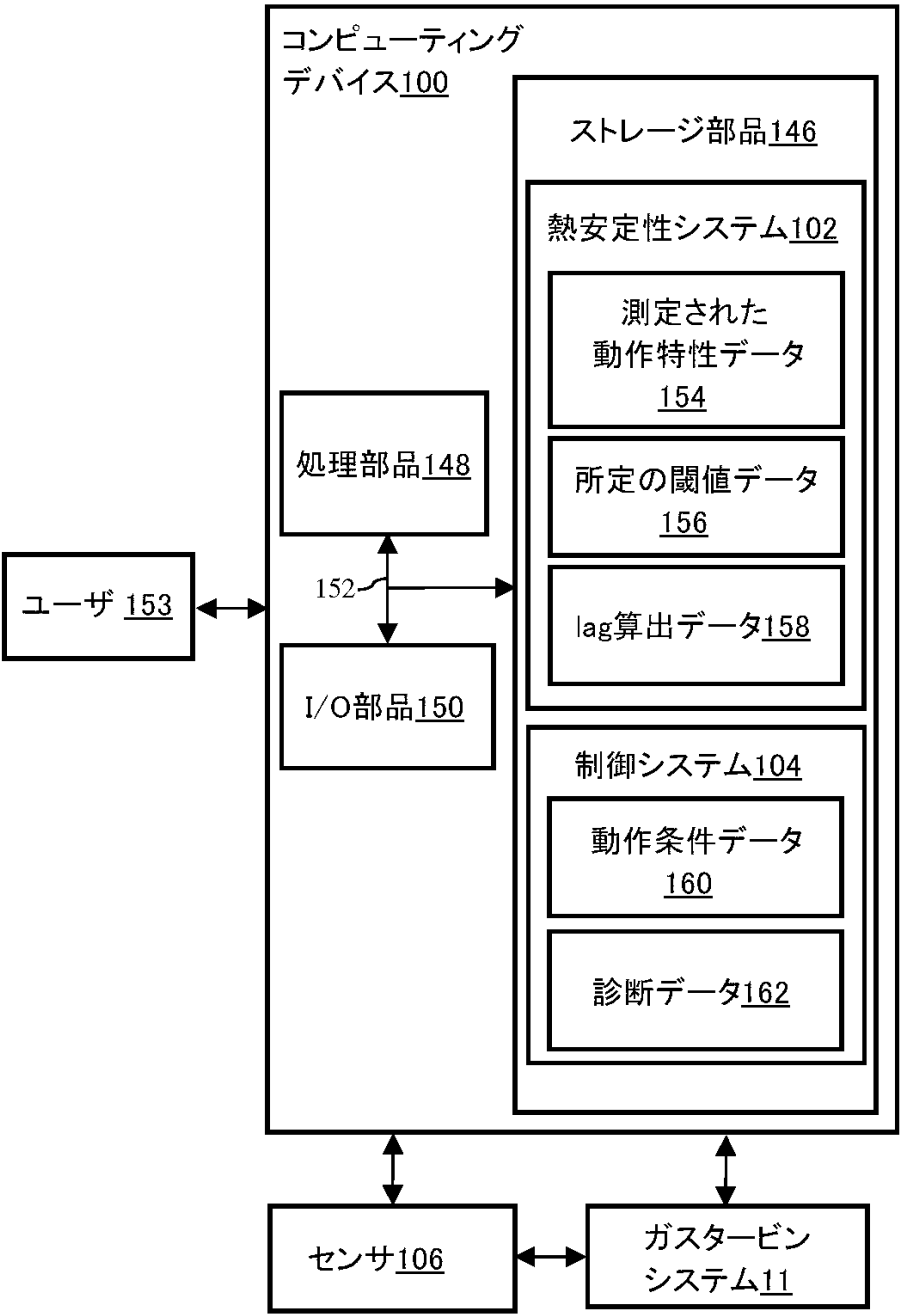 コンピューティング
デバイス100
ストレージ部品146
熱安定性システム102
測定された
動作特性データ
154
処理部品148
所定の閾値データ
156
152
ユーザ153
lag算出データ158
I/O部品150
制御システム104
動作条件データ
160
診断データ162
センサ106
ガスタービン
システム11